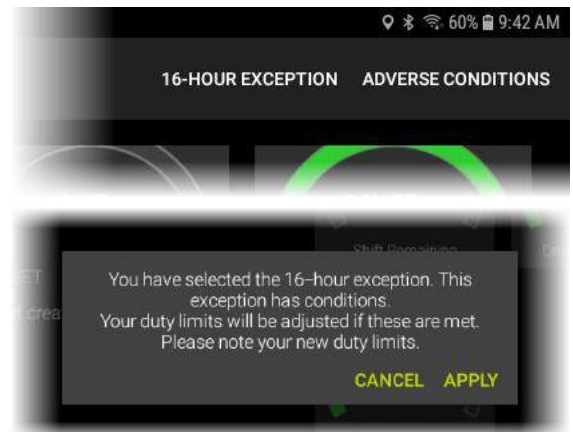 60% 9:42 AM
16-HOUR EXCEPTION ADVERSE CONDITIONS
Shift Remaining
You have selected the 16-hour exception. This
exception has conditions.
Your duty limits will be adjusted if these are met.
Please note your new duty limits.
CANCEL APPLY